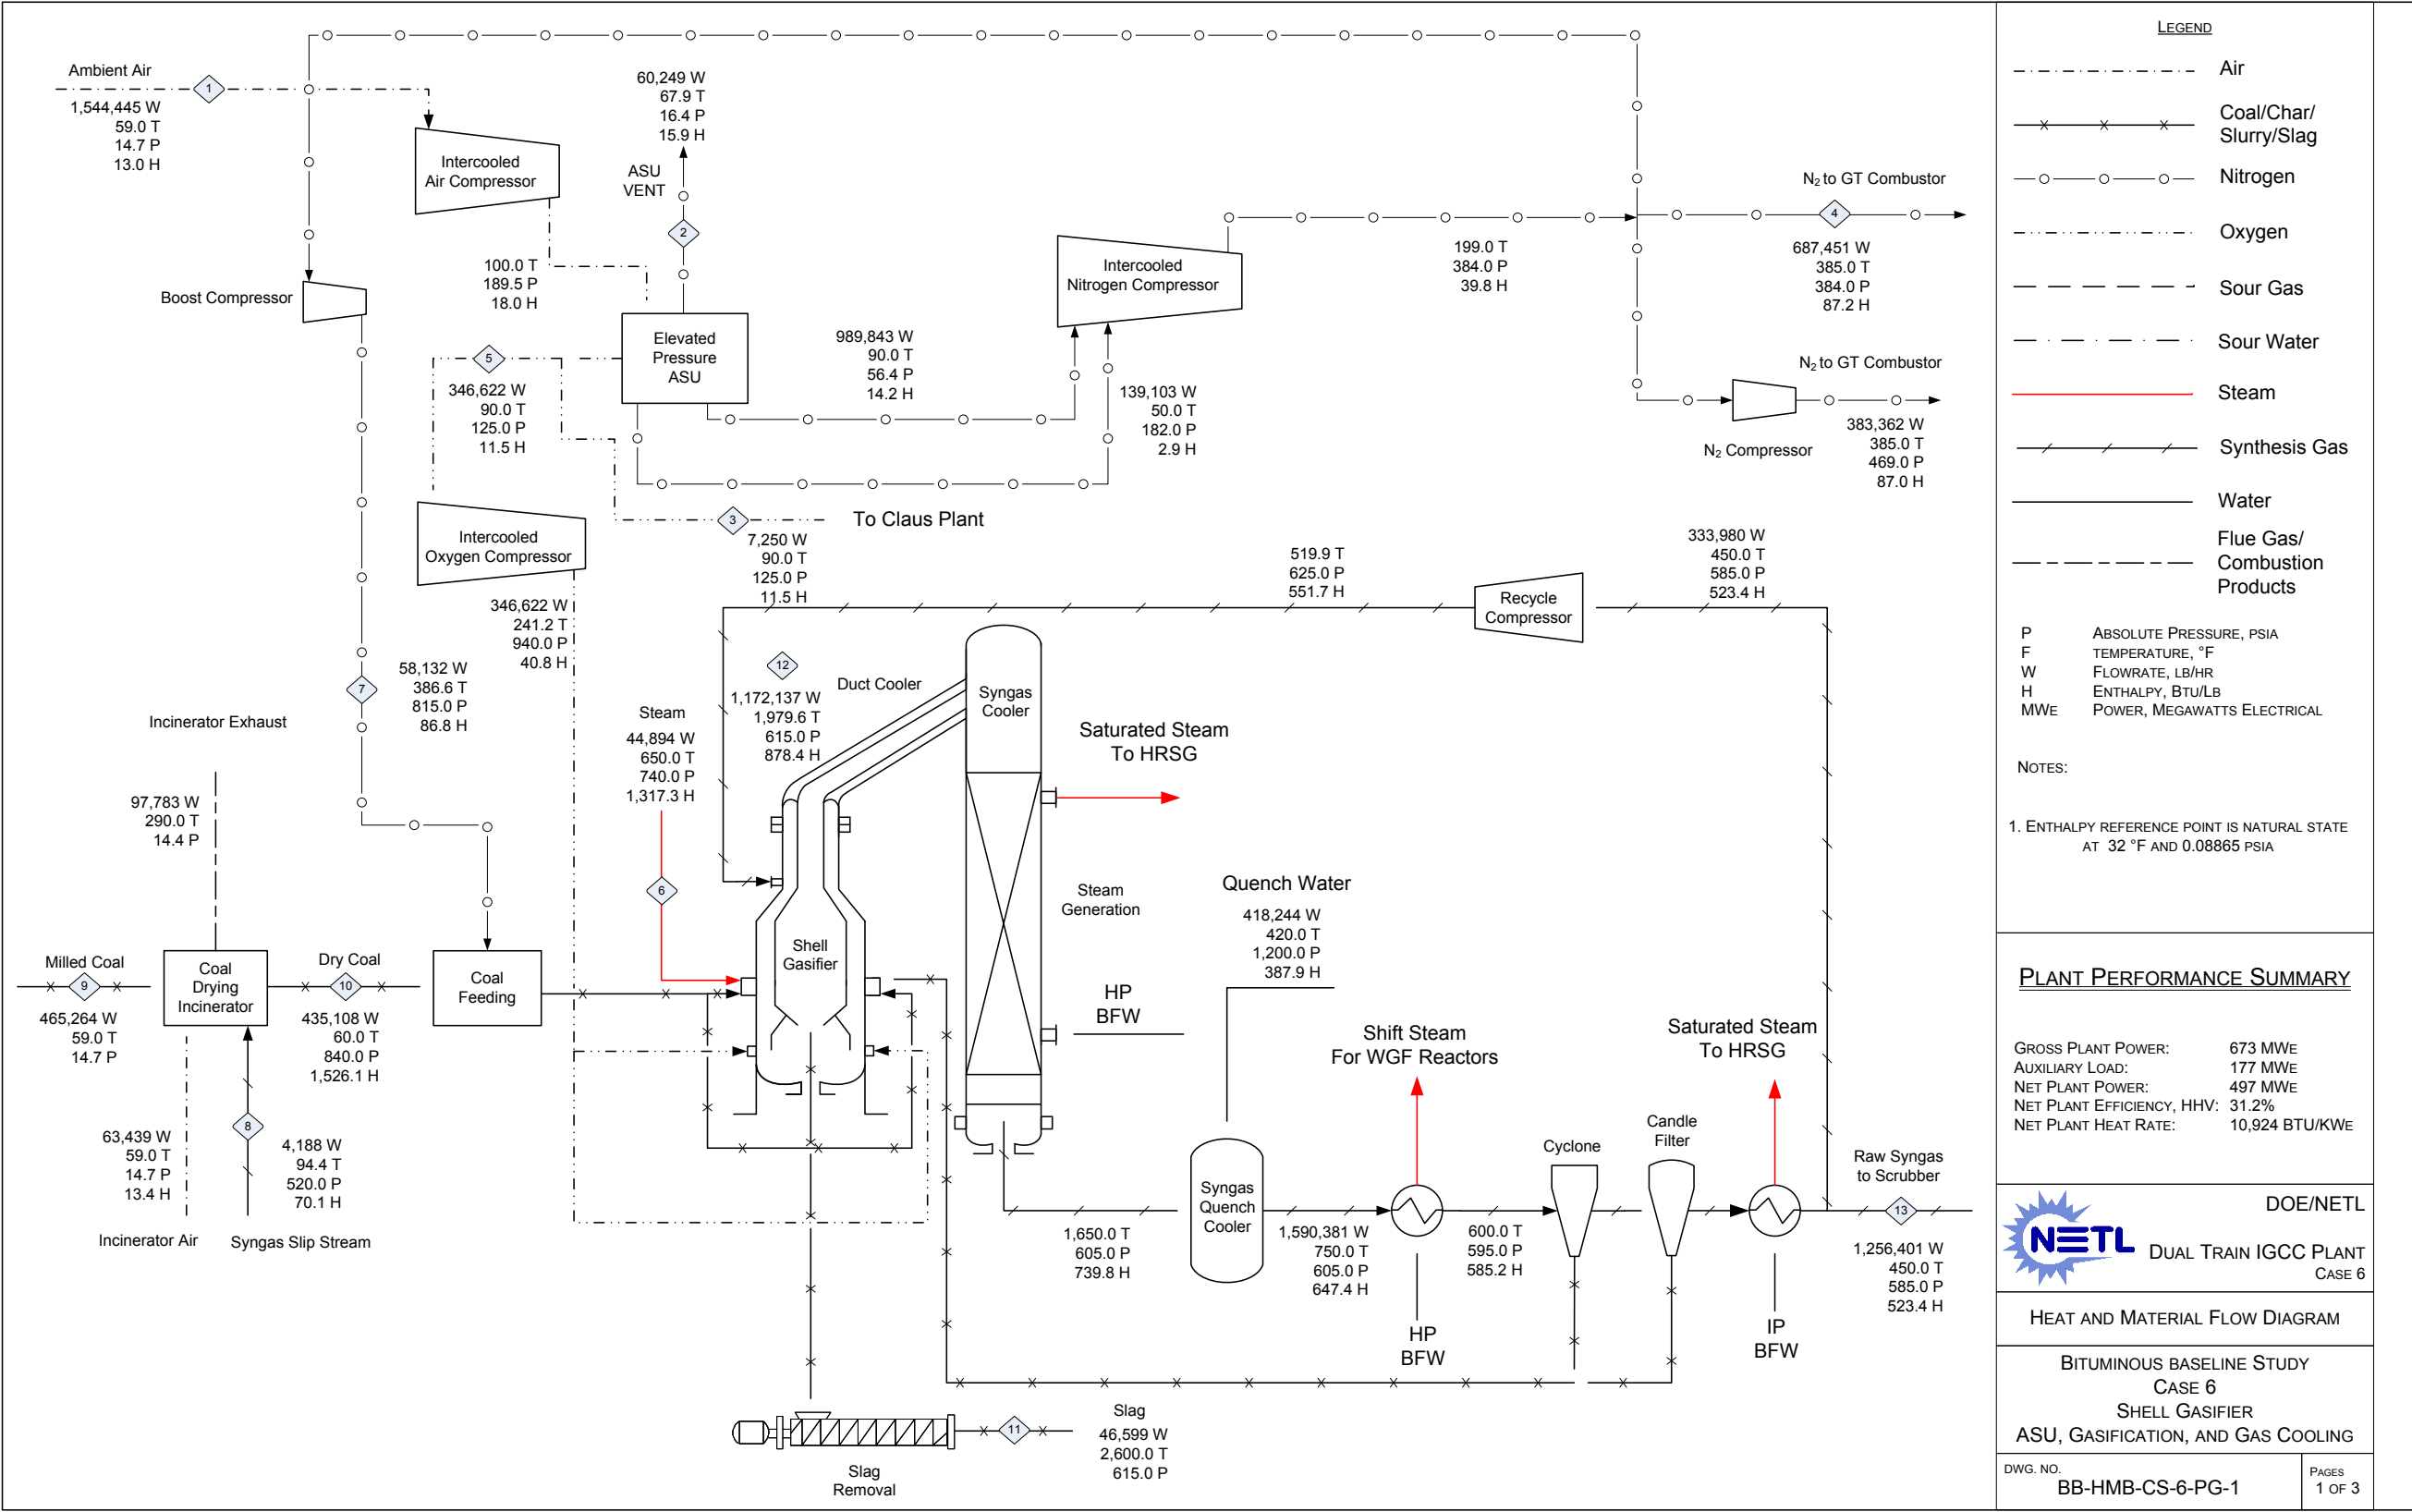 Ambient Air
1
1,544,445 W
59.0 T
14.7 P
13.0 H
Intercooled
Air Compressor
60,249 W
67.9 T
16.4 P
15.9 H
ASU
VENT
2
100.0 T
189.5 P
18.0 H
Boost Compressor
Elevated
Pressure
ASU
5
346,622 W
90.0 T
125.0 P
11.5 H
989,843 W
90.0 T
56.4 P
14.2 H
139,103 W
50.0 T
182.0 P
2.9 H
Intercooled
Nitrogen Compressor
199.0 T
384.0 P
39.8 H
N2 to GT Combustor
4
687,451 W
385.0 T
384.0 P
87.2 H
N2 to GT Combustor
N2 Compressor
383,362 W
385.0 T
469.0 P
87.0 H
3
To Claus Plant
7,250 W
90.0 T
125.0 P
11.5 H
Intercooled
Oxygen Compressor
346,622 W
241.2 T
940.0 P
40.8 H
7
58,132 W
386.6 T
815.0 P
86.8 H
519.9 T
625.0 P
551.7 H
Recycle
Compressor
333,980 W
450.0 T
585.0 P
523.4 H
12
1,172,137 W
1,979.6 T
615.0 P
878.4 H
Duct Cooler
Syngas
Cooler
Saturated Steam
To HRSG
Steam
44,894 W
650.0 T
740.0 P
1,317.3 H
6
Incinerator Exhaust
97,783 W
290.0 T
14.4 P
Milled Coal
9
465,264 W
59.0 T
14.7 P
Coal
Drying
Incinerator
Dry Coal
10
435,108 W
60.0 T
840.0 P
1,526.1 H
Coal
Feeding
63,439 W
59.0 T
14.7 P
13.4 H
Incinerator Air
8
4,188 W
94.4 T
520.0 P
70.1 H
Syngas Slip Stream
Shell
Gasifier
Steam
Generation
HP
BFW
Quench Water
418,244 W
420.0 T
1,200.0 P
387.9 H
1,650.0 T
605.0 P
739.8 H
Syngas
Quench
Cooler
1,590,381 W
750.0 T
605.0 P
647.4 H
Shift Steam
For WGF Reactors
HP
BFW
600.0 T
595.0 P
585.2 H
Cyclone
Candle
Filter
Saturated Steam
To HRSG
IP
BFW
Raw Syngas
to Scrubber
13
1,256,401 W
450.0 T
585.0 P
523.4 H
Slag
Removal
11
Slag
46,599 W
2,600.0 T
615.0 P
LEGEND
Air
Coal/Char/
Slurry/Slag
Nitrogen
Oxygen
Sour Gas
Sour Water
Steam
Synthesis Gas
Water
Flue Gas/
Combustion
Products
P ABSOLUTE PRESSURE, PSIA
F TEMPERATURE, °F
W FLOWRATE, LB/HR
H ENTHALPY, BTU/LB
MWE POWER, MEGAWATTS ELECTRICAL
NOTES:
1. ENTHALPY REFERENCE POINT IS NATURAL STATE
AT 32 °F AND 0.08865 PSIA
PLANT PERFORMANCE SUMMARY
GROSS PLANT POWER: 673 MWE
AUXILIARY LOAD: 177 MWE
NET PLANT POWER: 497 MWE
NET PLANT EFFICIENCY, HHV: 31.2%
NET PLANT HEAT RATE: 10,924 BTU/KWE
NETL
DOE/NETL
DUAL TRAIN IGCC PLANT
CASE 6
HEAT AND MATERIAL FLOW DIAGRAM
BITUMINOUS BASELINE STUDY
CASE 6
SHELL GASIFIER
ASU, GASIFICATION, AND GAS COOLING
DWG. NO.
BB-HMB-CS-6-PG-1
PAGES
1 OF 3